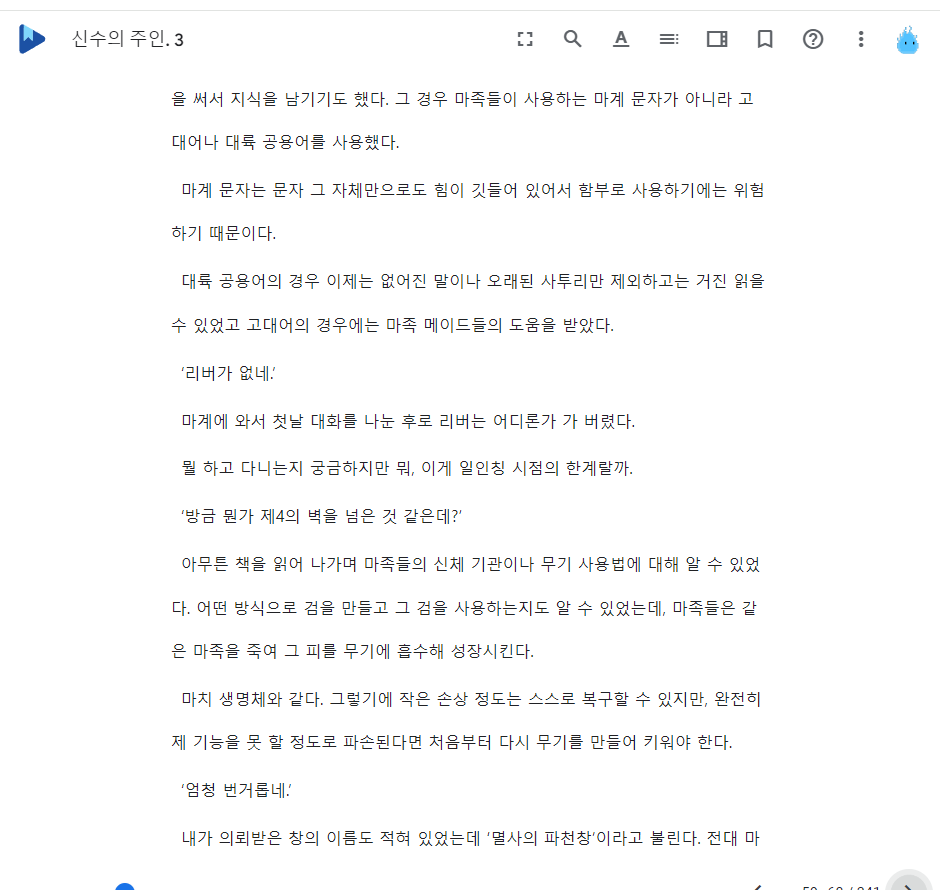 신수의 주인. 3
을 써서 지식을 남기기도 했다. 그 경우 마족들이 사용하는 마계 문자가 아니라 고
대어나 대륙 공용어를 사용했다.
마계 문자는 문자 그 자체만으로도 힘이 깃들어 있어서 함부로 사용하기에는 위험
하기 때문이다.
대륙 공용어의 경우 이제는 없어진 말이나 오래된 사투리만 제외하고는 거진 읽을
수 있었고 고대어의 경우에는 마족 메이드들의 도움을 받았다.
‘리버가 없네.’
마계에 와서 첫날 대화를 나눈 후로 리버는 어디론가 가 버렸다.
뭘 하고 다니는지 궁금하지만 뭐, 이게 일인칭 시점의 한계랄까.
‘방금 뭔가 제4의 벽을 넘은 것 같은데?’
아무튼 책을 읽어 나가며 마족들의 신체 기관이나 무기 사용법에 대해 알 수 있었
다. 어떤 방식으로 검을 만들고 그 검을 사용하는지도 알 수 있었는데, 마족들은 같
은 마족을 죽여 그 피를 무기에 흡수해 성장시킨다.
마치 생명체와 같다. 그렇기에 작은 손상 정도는 스스로 복구할 수 있지만, 완전히
제 기능을 못 할 정도로 파손된다면 처음부터 다시 무기를 만들어 키워야 한다.
‘엄청 번거롭네.’
내가 의뢰받은 창의 이름도 적혀 있었는데 ‘멸사의 파천창’이라고 불린다. 전대 마